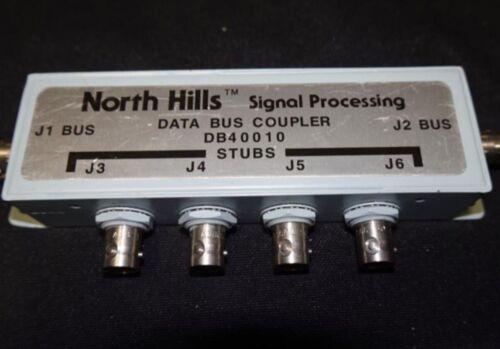 North Hills™ Signal Processing
DATA BUS COUPLER
J1 BUS
J2 BUS
DB40010
STUBS
J3 J4 J5 J6